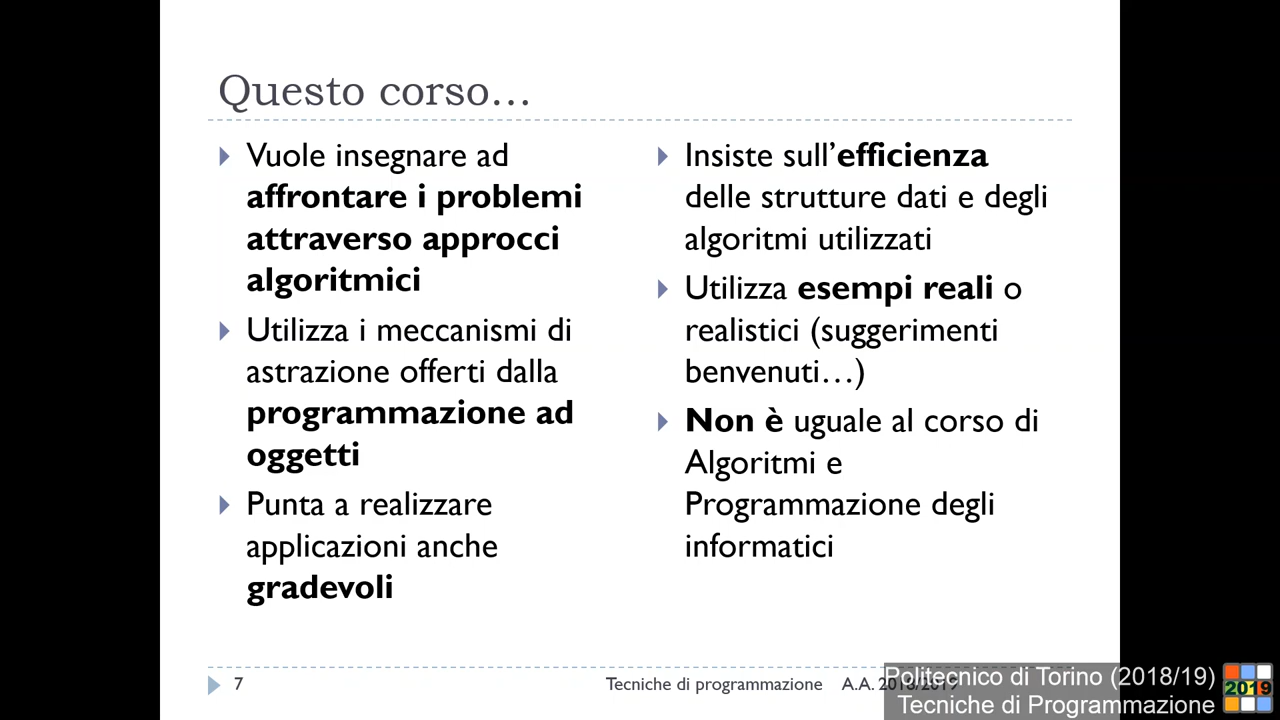 Questo corso…
Vuole insegnare ad
affrontare i problemi
attraverso approcci
algoritmici
Utilizza i meccanismi di
astrazione offerti dalla
programmazione ad
oggetti
Punta a realizzare
applicazioni anche
gradevoli
Insiste sull’efficienza
delle strutture dati e degli
algoritmi utilizzati
Utilizza esempi reali o
realistici (suggerimenti
benvenuti…)
Non è uguale al corso di
Algoritmi e
Programmazione degli
informatici
7
Tecniche di programmazione A.A. 2018/2019
Politecnico di Torino (2018/19)
Tecniche di Programmazione
2019